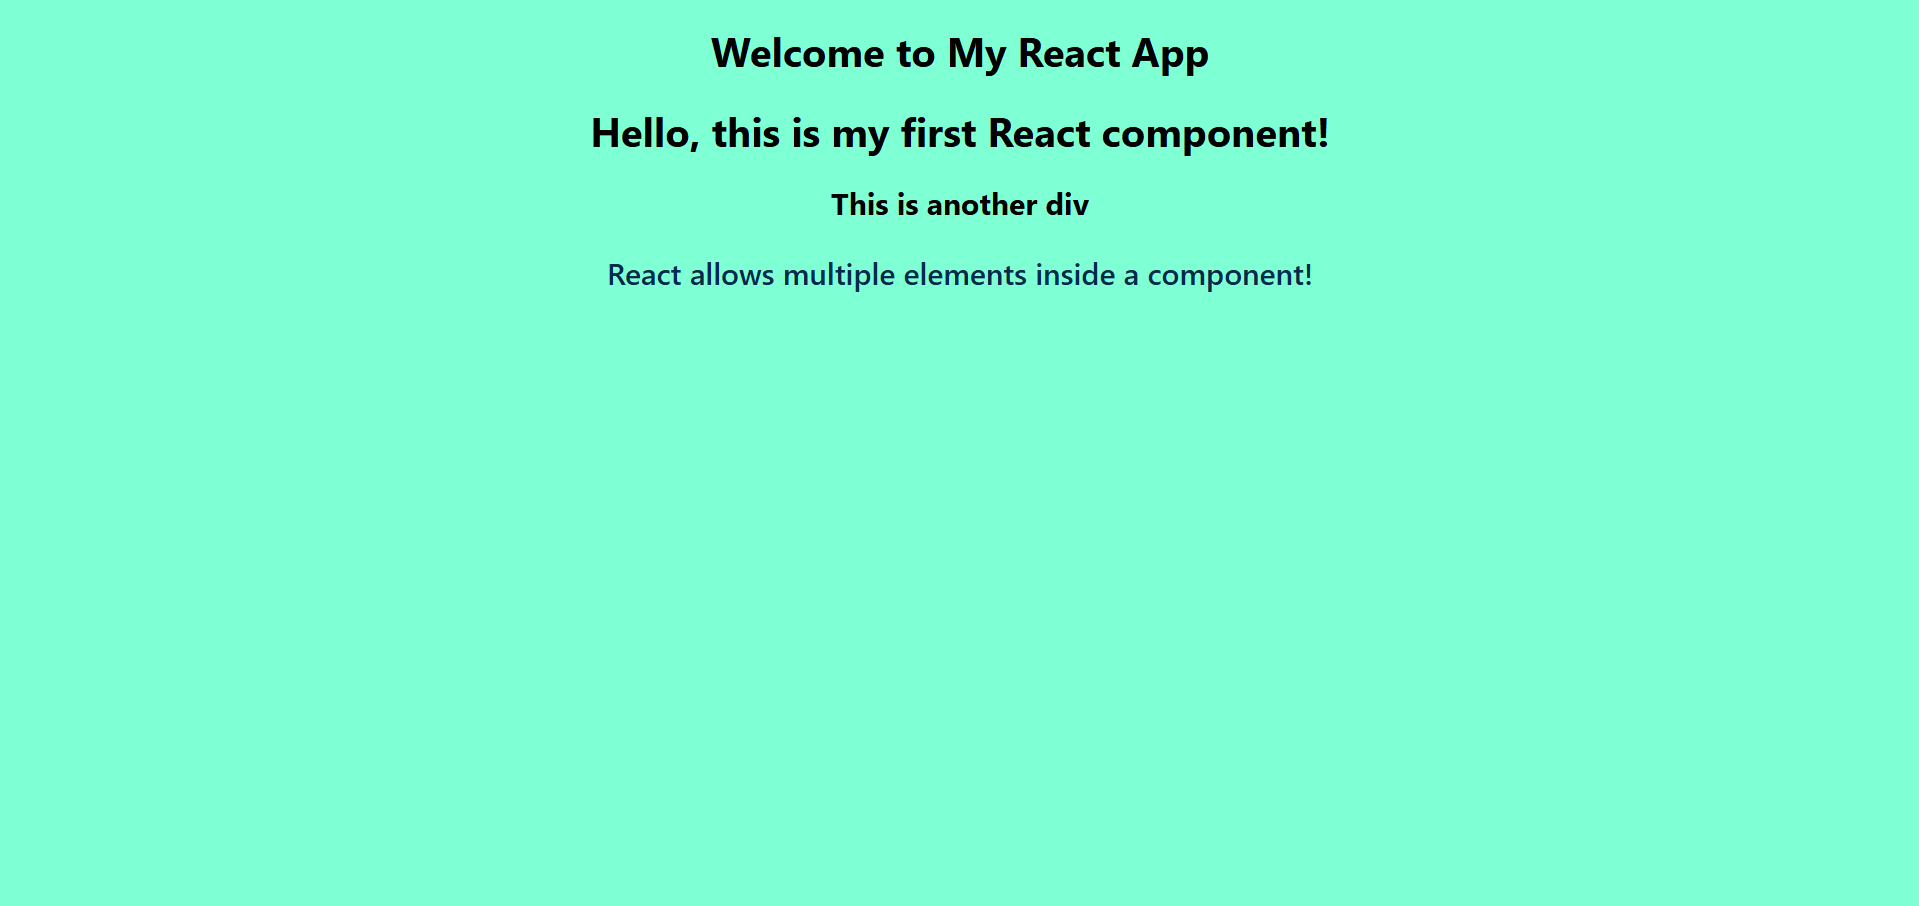 Welcome to My React App
Hello, this is my first React component!
This is another div
React allows multiple elements inside a component!